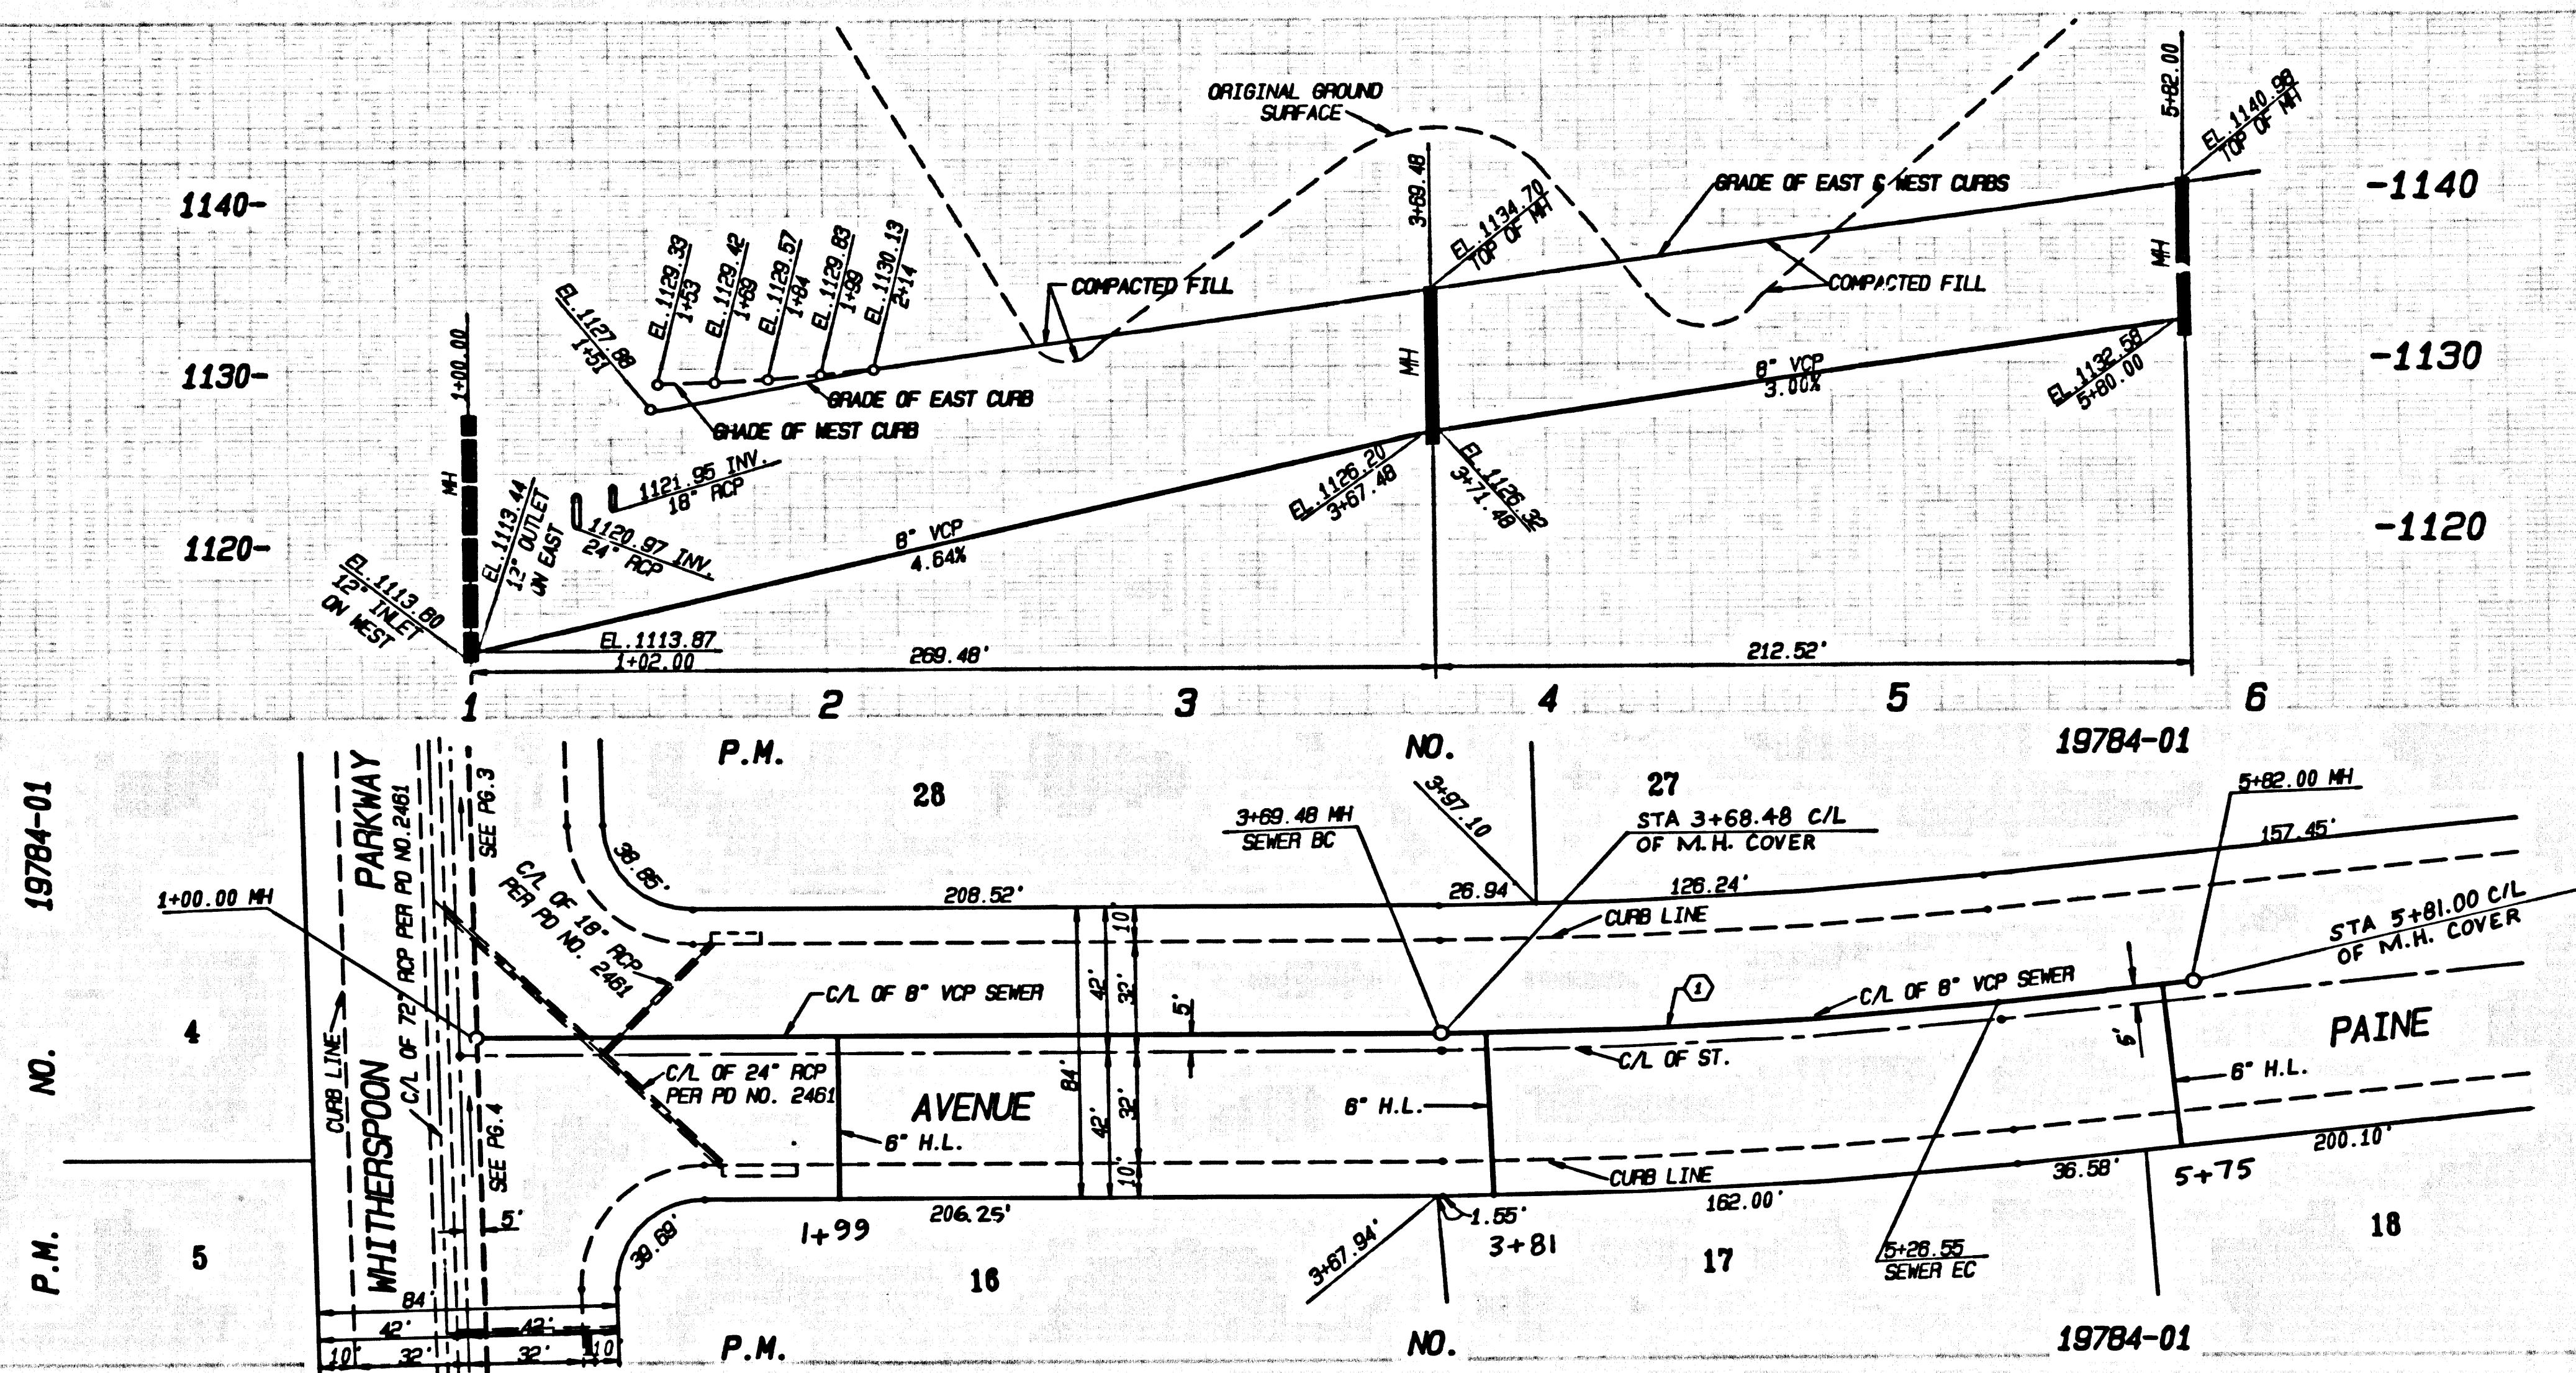 ORIGINAL GROUND
SURFACE
5+82.00
EL. 1140.98
TOP OF MH
1140-
-1140
3+69.48
EL. 1134.70
TOP OF MH
GRADE OF EAST & WEST CURBS
MH
EL. 1129.33
1+53
EL. 1129.42
1+69
EL. 1129.57
1+84
EL. 1129.83
1+99
EL. 1130.13
2+14
EL. 1127.88
1+51
COMPACTED FILL
COMPACTED FILL
1130-
-1130
1+00.00
MH
8" VCP
3.00%
EL. 1132.58
5+80.00
GRADE OF EAST CURB
GRADE OF WEST CURB
MH
1121.95 INV.
18" RCP
1120.97 INV.
24" RCP
EL. 1113.44
12" OUTLET
ON EAST
EL. 1126.20
3+67.48
EL. 1126.32
3+71.48
1120-
-1120
8" VCP
4.64%
EL. 1113.80
12" INLET
ON WEST
EL. 1113.87
1+02.00
269.48'
212.52'
1
2
3
4
5
6
P.M.
NO.
19784-01
28
27
19784-01
NO.
P.M.
4
5
WHITHERSPOON PARKWAY
C/L OF 72" RCP PER PD NO.2461
SEE PG.3
SEE PG.4
CURB LINE
1+00.00 MH
38.85'
C/L OF 18" RCP
PER PD NO. 2461
208.52'
3+69.48 MH
SEWER BC
3+97.10
STA 3+68.48 C/L
OF M.H. COVER
5+82.00 MH
157.45'
26.94'
126.24'
CURB LINE
STA 5+81.00 C/L
OF M.H. COVER
C/L OF 8" VCP SEWER
1
C/L OF 8" VCP SEWER
42'
10'
32'
5'
84'
42'
32'
10'
C/L OF ST.
5'
PAINE
C/L OF 24" RCP
PER PD NO. 2461
AVENUE
6" H.L.
6" H.L.
6" H.L.
CURB LINE
36.58'
5+75
200.10'
5'
39.69'
1+99
206.25'
3+67.94'
1.55'
3+81
162.00'
5+26.55
SEWER EC
16
17
18
84'
42'
42'
10'
32'
32'
10'
P.M.
NO.
19784-01